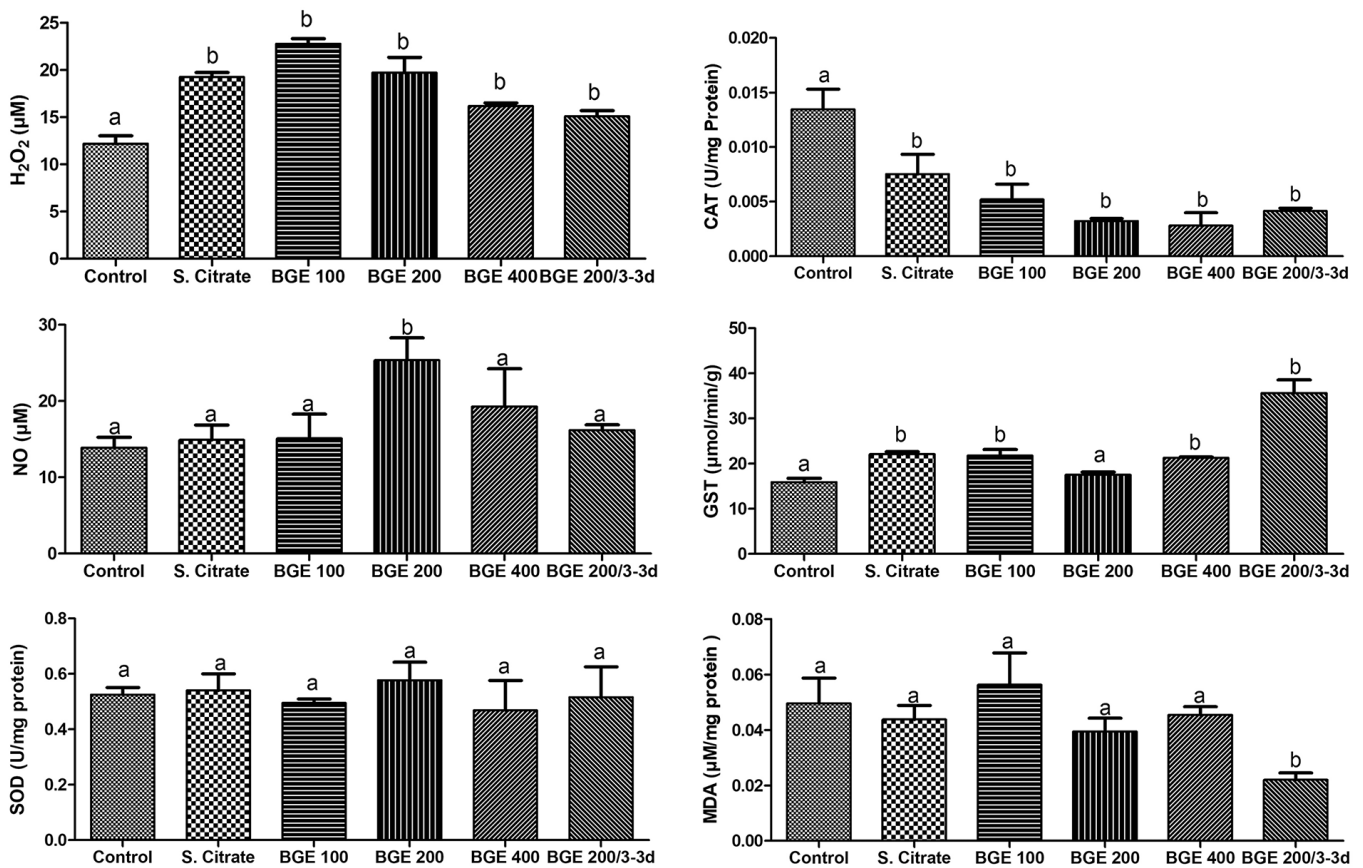 H₂O₂ (µM)
25
20
15
10
5
0
a
b
b
b
b
b
Control
S. Citrate
BGE 100
BGE 200
BGE 400
BGE 200/3-3d
CAT (U/mg Protein)
0.020
0.015
0.010
0.005
0.000
a
b
b
b
b
b
Control
S. Citrate
BGE 100
BGE 200
BGE 400
BGE 200/3-3d
NO (µM)
30
20
10
0
a
a
a
b
a
a
Control
S. Citrate
BGE 100
BGE 200
BGE 400
BGE 200/3-3d
GST (µmol/min/g)
50
40
30
20
10
0
a
b
b
a
b
b
Control
S. Citrate
BGE 100
BGE 200
BGE 400
BGE 200/3-3d
SOD (U/mg protein)
0.8
0.6
0.4
0.2
0.0
a
a
a
a
a
a
Control
S. Citrate
BGE 100
BGE 200
BGE 400
BGE 200/3-3d
MDA (µM/mg protein )
0.08
0.06
0.04
0.02
0.00
a
a
a
a
a
b
Control
S. Citrate
BGE 100
BGE 200
BGE 400
BGE 200/3-3d